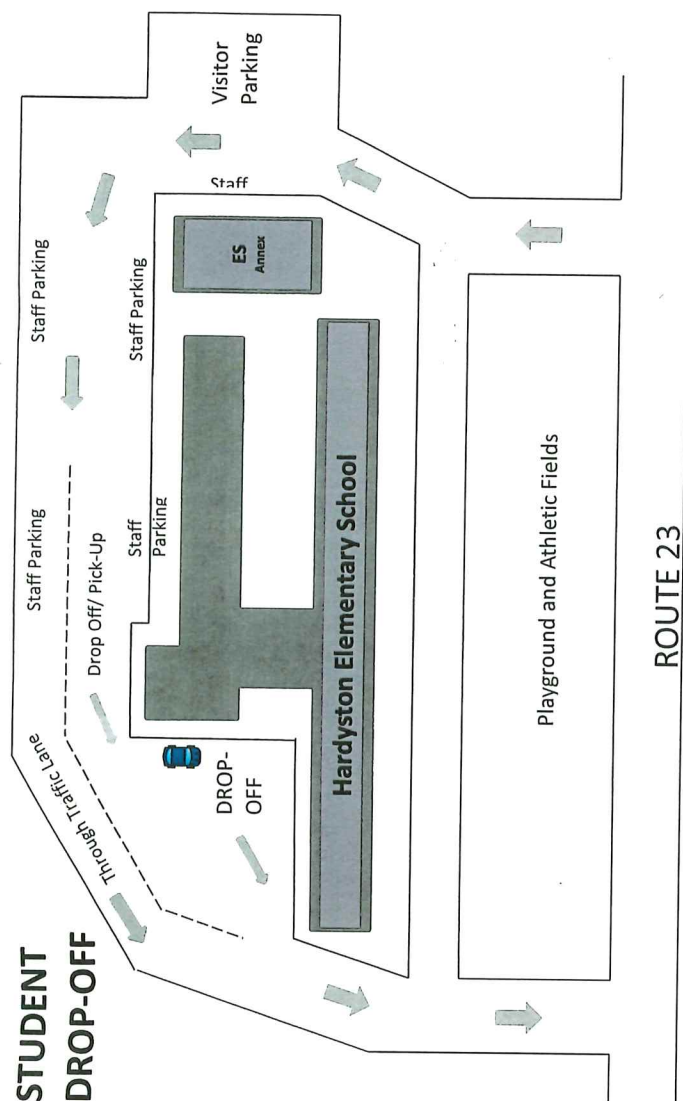 STUDENT
DROP-OFF
Through Traffic Lane
Staff Parking
Staff Parking
Visitor
Parking
Drop Off/ Pick-Up
Staff
Parking
Staff Parking
Staff
DROP-
OFF
ES
Annex
Hardyston Elementary School
Playground and Athletic Fields
ROUTE 23